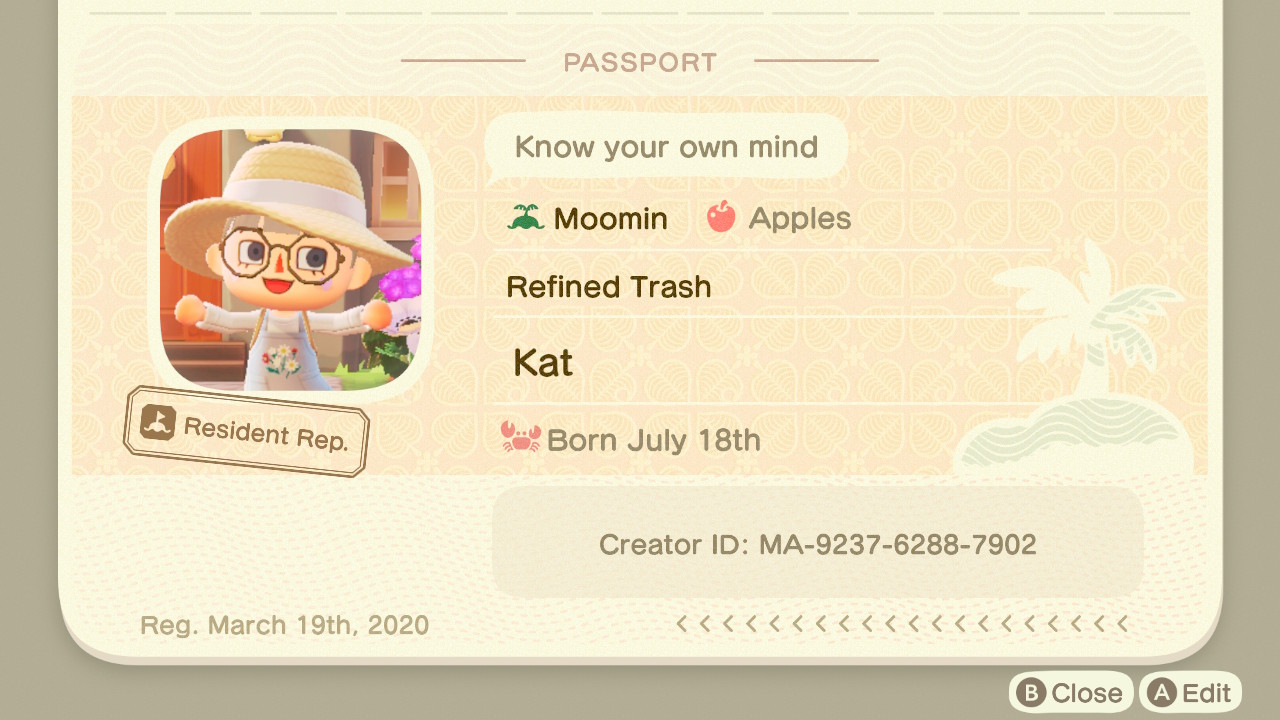 PASSPORT
Know your own mind
Moomin Apples
Refined Trash
Kat
Resident Rep.
Born July 18th
Creator ID: MA-9237-6288-7902
Reg. March 19th, 2020 <<<<<<<<<<<<<<<<<<<<
B Close A Edit